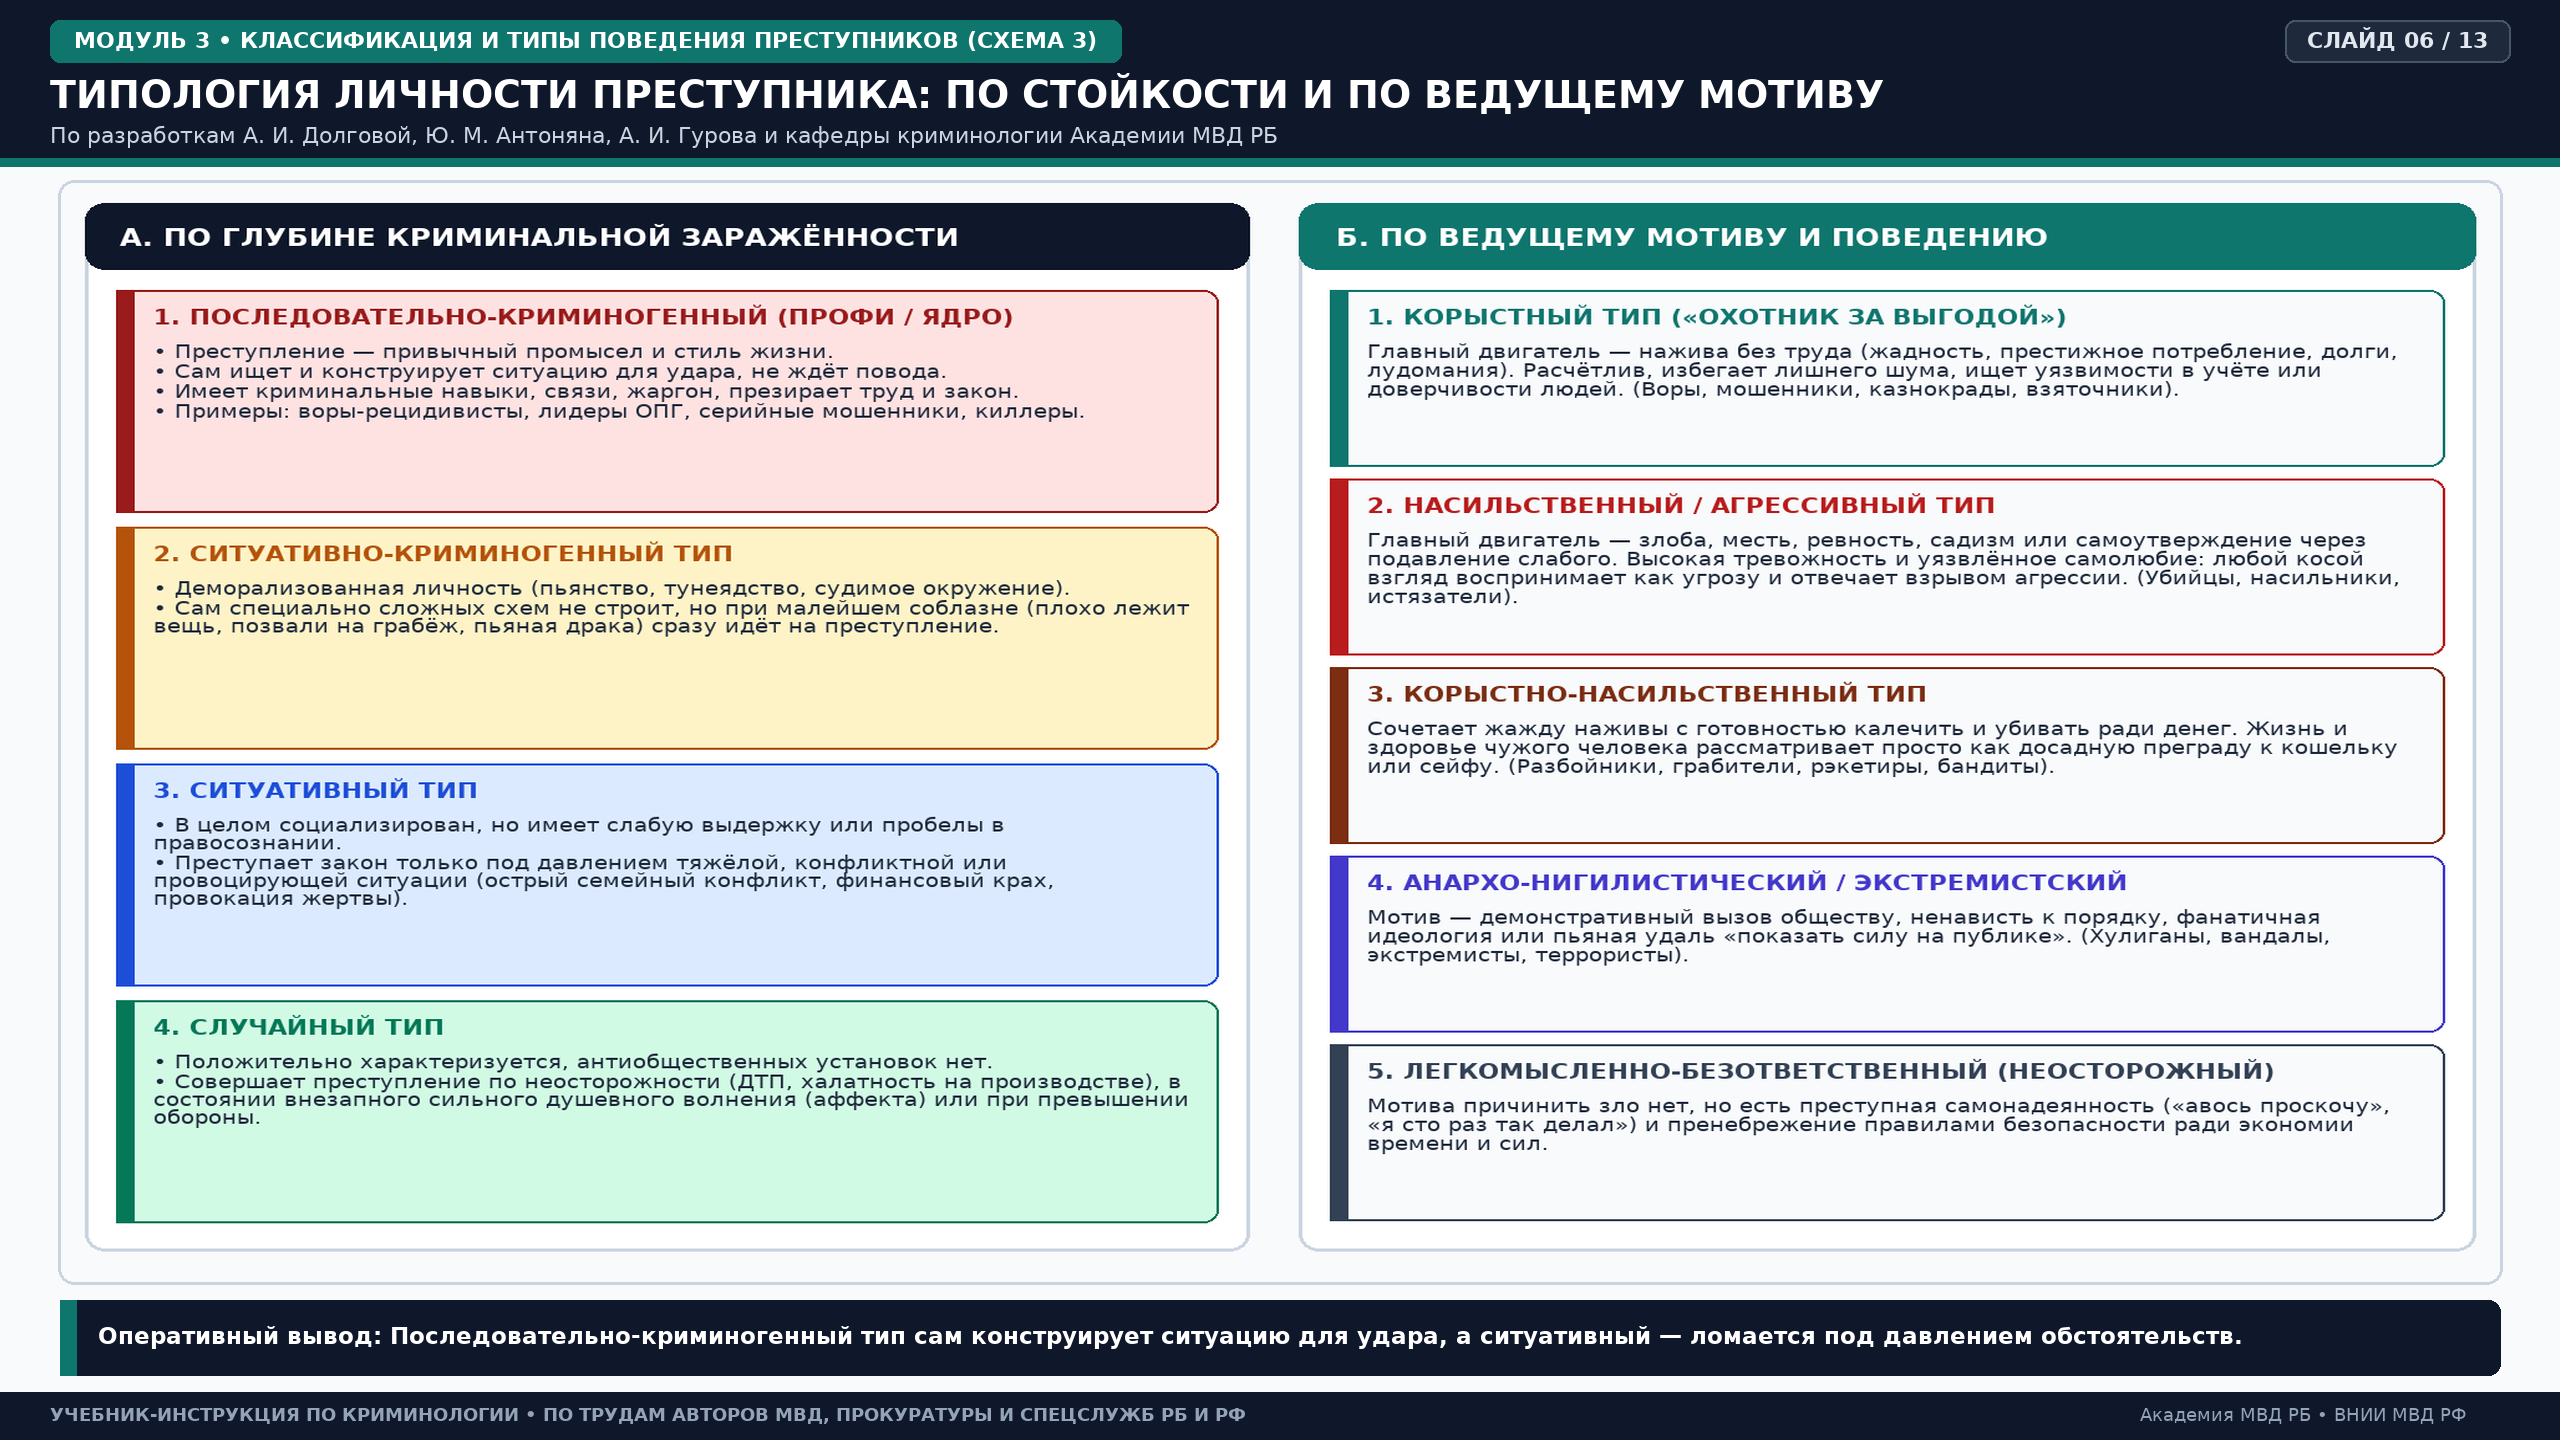 МОДУЛЬ 3 • КЛАССИФИКАЦИЯ И ТИПЫ ПОВЕДЕНИЯ ПРЕСТУПНИКОВ (СХЕМА 3)
СЛАЙД 06 / 13
ТИПОЛОГИЯ ЛИЧНОСТИ ПРЕСТУПНИКА: ПО СТОЙКОСТИ И ПО ВЕДУЩЕМУ МОТИВУ
По разработкам А. И. Долговой, Ю. М. Антоняна, А. И. Гурова и кафедры криминологии Академии МВД РБ
А. ПО ГЛУБИНЕ КРИМИНАЛЬНОЙ ЗАРАЖЁННОСТИ
1. ПОСЛЕДОВАТЕЛЬНО-КРИМИНОГЕННЫЙ (ПРОФИ / ЯДРО)
• Преступление — привычный промысел и стиль жизни.
• Сам ищет и конструирует ситуацию для удара, не ждёт повода.
• Имеет криминальные навыки, связи, жаргон, презирает труд и закон.
• Примеры: воры-рецидивисты, лидеры ОПГ, серийные мошенники, киллеры.
2. СИТУАТИВНО-КРИМИНОГЕННЫЙ ТИП
• Деморализованная личность (пьянство, тунеядство, судимое окружение).
• Сам специально сложных схем не строит, но при малейшем соблазне (плохо лежит
вещь, позвали на грабёж, пьяная драка) сразу идёт на преступление.
3. СИТУАТИВНЫЙ ТИП
• В целом социализирован, но имеет слабую выдержку или пробелы в
правосознании.
• Преступает закон только под давлением тяжёлой, конфликтной или
провоцирующей ситуации (острый семейный конфликт, финансовый крах,
провокация жертвы).
4. СЛУЧАЙНЫЙ ТИП
• Положительно характеризуется, антиобщественных установок нет.
• Совершает преступление по неосторожности (ДТП, халатность на производстве), в
состоянии внезапного сильного душевного волнения (аффекта) или при превышении
обороны.
Б. ПО ВЕДУЩЕМУ МОТИВУ И ПОВЕДЕНИЮ
1. КОРЫСТНЫЙ ТИП («ОХОТНИК ЗА ВЫГОДОЙ»)
Главный двигатель — нажива без труда (жадность, престижное потребление, долги,
лудомания). Расчётлив, избегает лишнего шума, ищет уязвимости в учёте или
доверчивости людей. (Воры, мошенники, казнокрады, взяточники).
2. НАСИЛЬСТВЕННЫЙ / АГРЕССИВНЫЙ ТИП
Главный двигатель — злоба, месть, ревность, садизм или самоутверждение через
подавление слабого. Высокая тревожность и уязвлённое самолюбие: любой косой
взгляд воспринимает как угрозу и отвечает взрывом агрессии. (Убийцы, насильники,
истязатели).
3. КОРЫСТНО-НАСИЛЬСТВЕННЫЙ ТИП
Сочетает жажду наживы с готовностью калечить и убивать ради денег. Жизнь и
здоровье чужого человека рассматривает просто как досадную преграду к кошельку
или сейфу. (Разбойники, грабители, рэкетиры, бандиты).
4. АНАРХО-НИГИЛИСТИЧЕСКИЙ / ЭКСТРЕМИСТСКИЙ
Мотив — демонстративный вызов обществу, ненависть к порядку, фанатичная
идеология или пьяная удаль «показать силу на публике». (Хулиганы, вандалы,
экстремисты, террористы).
5. ЛЕГКОМЫСЛЕННО-БЕЗОТВЕТСТВЕННЫЙ (НЕОСТОРОЖНЫЙ)
Мотива причинить зло нет, но есть преступная самонадеянность («авось проскочу»,
«я сто раз так делал») и пренебрежение правилами безопасности ради экономии
времени и сил.
Оперативный вывод: Последовательно-криминогенный тип сам конструирует ситуацию для удара, а ситуативный — ломается под давлением обстоятельств.
УЧЕБНИК-ИНСТРУКЦИЯ ПО КРИМИНОЛОГИИ • ПО ТРУДАМ АВТОРОВ МВД, ПРОКУРАТУРЫ И СПЕЦСЛУЖБ РБ И РФ
Академия МВД РБ • ВНИИ МВД РФ